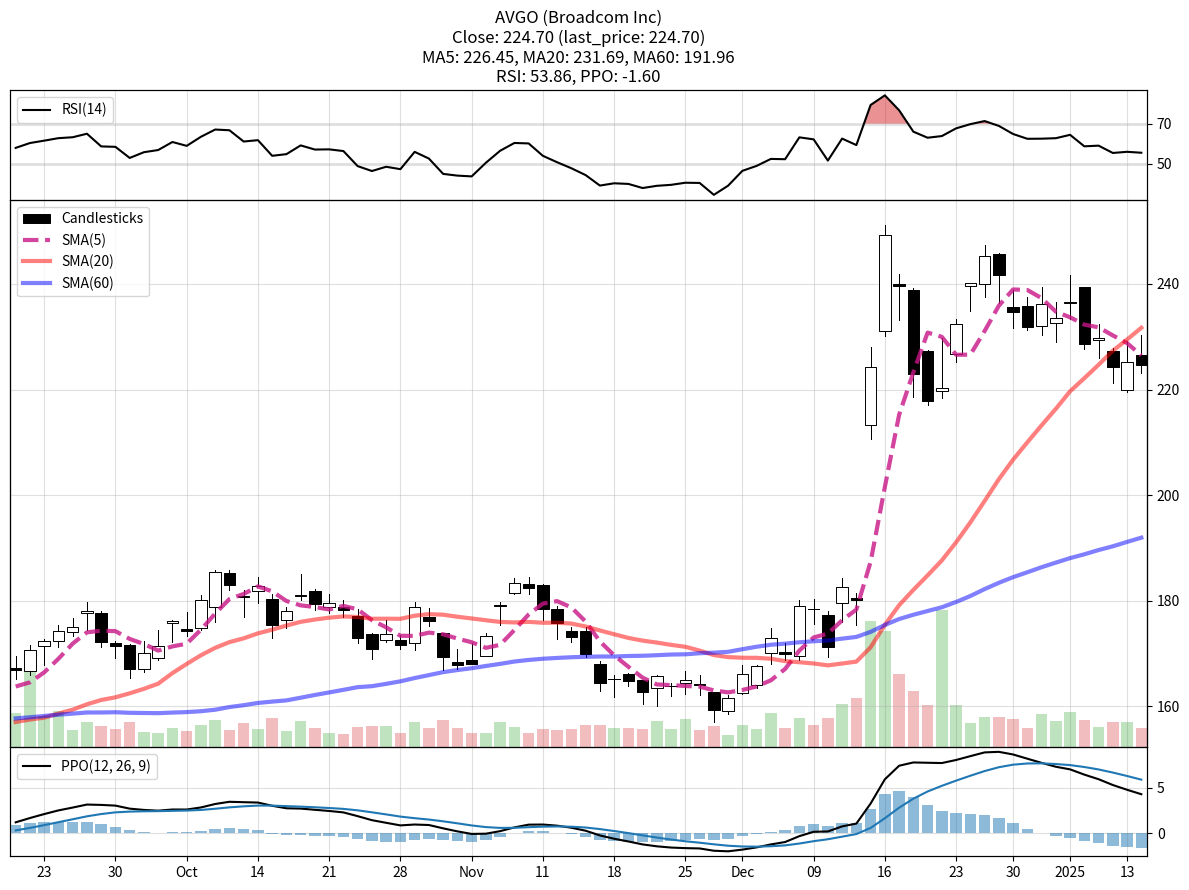 AVGO (Broadcom Inc)
Close: 224.70 (last_price: 224.70)
MA5: 226.45, MA20: 231.69, MA60: 191.96
RSI: 53.86, PPO: -1.60
RSI(14)
70
50
Candlesticks
SMA(5)
SMA(20)
SMA(60)
240
220
200
180
160
PPO(12, 26, 9)
5
0
23 30 Oct 14 21 28 Nov 11 18 25 Dec 09 16 23 30 2025 13